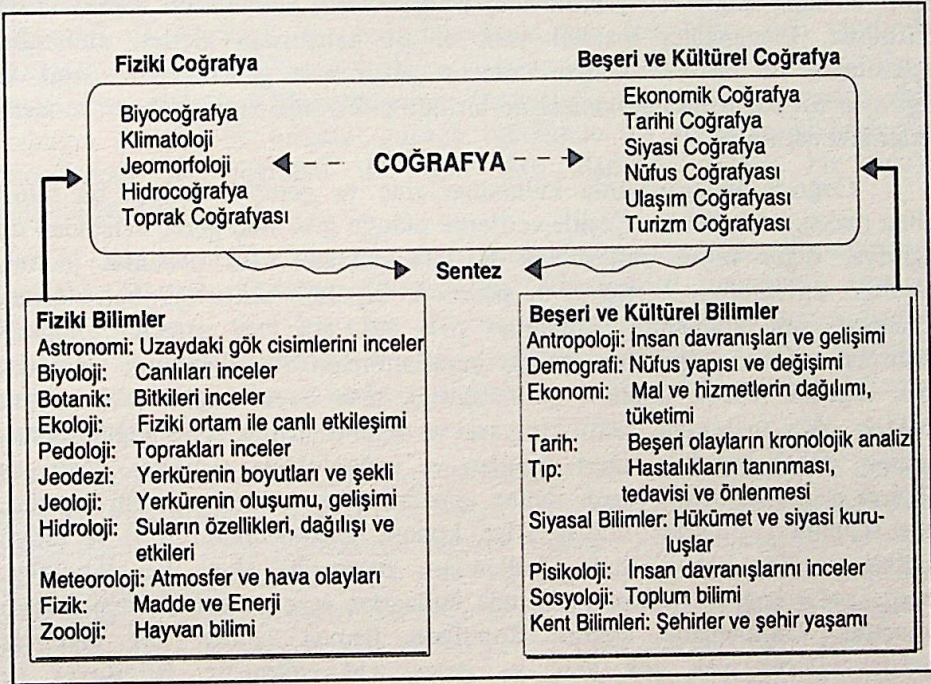 Fiziki Coğrafya
Biyocoğrafya
Klimatoloji
Jeomorfoloji
Hidrocoğrafya
Toprak Coğrafyası
COĞRAFYA
Beşeri ve Kültürel Coğrafya
Ekonomik Coğrafya
Tarihi Coğrafya
Siyasi Coğrafya
Nüfus Coğrafyası
Ulaşım Coğrafyası
Turizm Coğrafyası
Sentez
Fiziki Bilimler
Astronomi: Uzaydaki gök cisimlerini inceler
Biyoloji: Canlıları inceler
Botanik: Bitkileri inceler
Ekoloji: Fiziki ortam ile canlı etkileşimi
Pedoloji: Toprakları inceler
Jeodezi: Yerkürenin boyutları ve şekli
Jeoloji: Yerkürenin oluşumu, gelişimi
Hidroloji: Suların özellikleri, dağılışı ve
etkileri
Meteoroloji: Atmosfer ve hava olayları
Fizik: Madde ve Enerji
Zooloji: Hayvan bilimi
Beşeri ve Kültürel Bilimler
Antropoloji: İnsan davranışları ve gelişimi
Demografi: Nüfus yapısı ve değişimi
Ekonomi: Mal ve hizmetlerin dağılımı,
tüketimi
Tarih: Beşeri olayların kronolojik analizi
Tıp: Hastalıkların tanınması,
tedavisi ve önlenmesi
Siyasal Bilimler: Hükümet ve siyasi kuru-
luşlar
Pisikoloji: İnsan davranışlarını inceler
Sosyoloji: Toplum bilimi
Kent Bilimleri: Şehirler ve şehir yaşamı